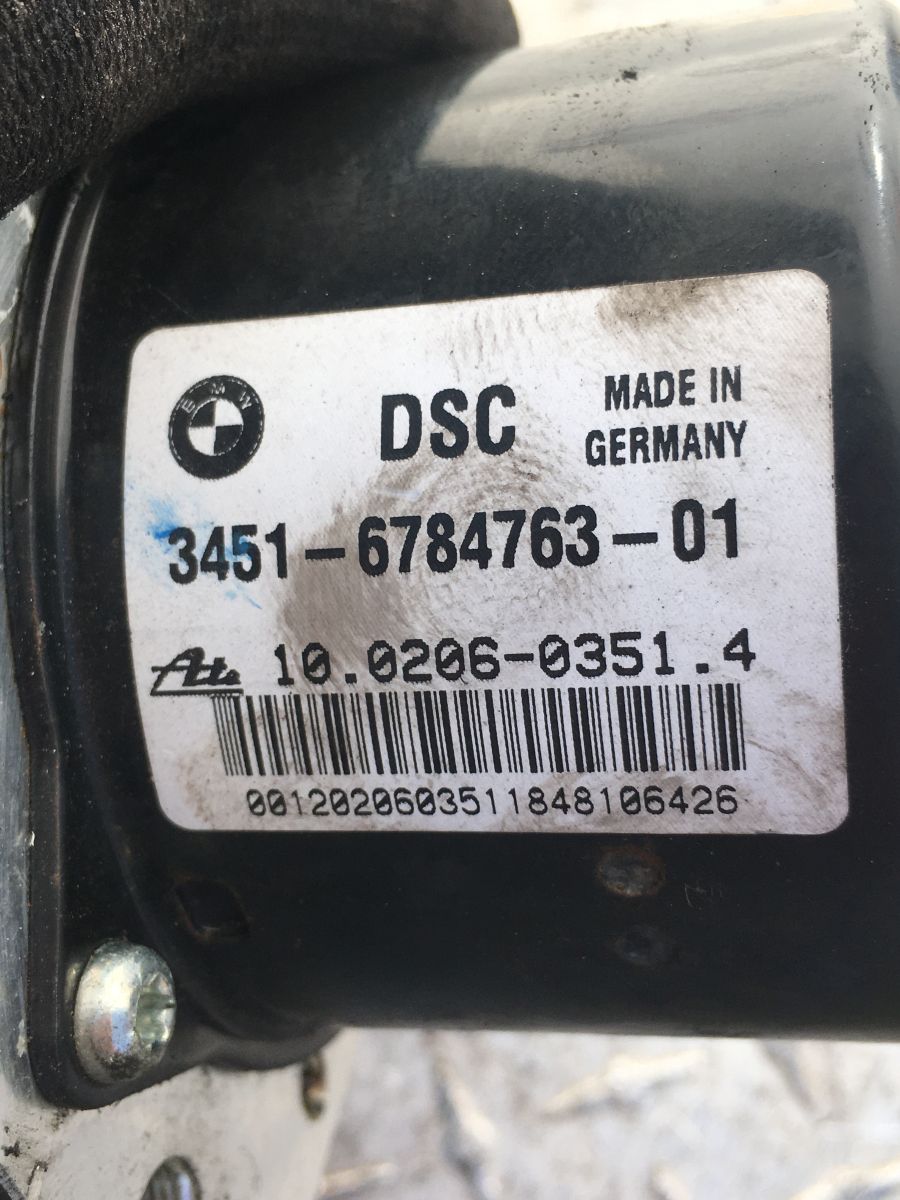 BMW
DSC
MADE IN
GERMANY
3451-6784763-01
Ate 10.0206-0351.4
0012020603511848106426